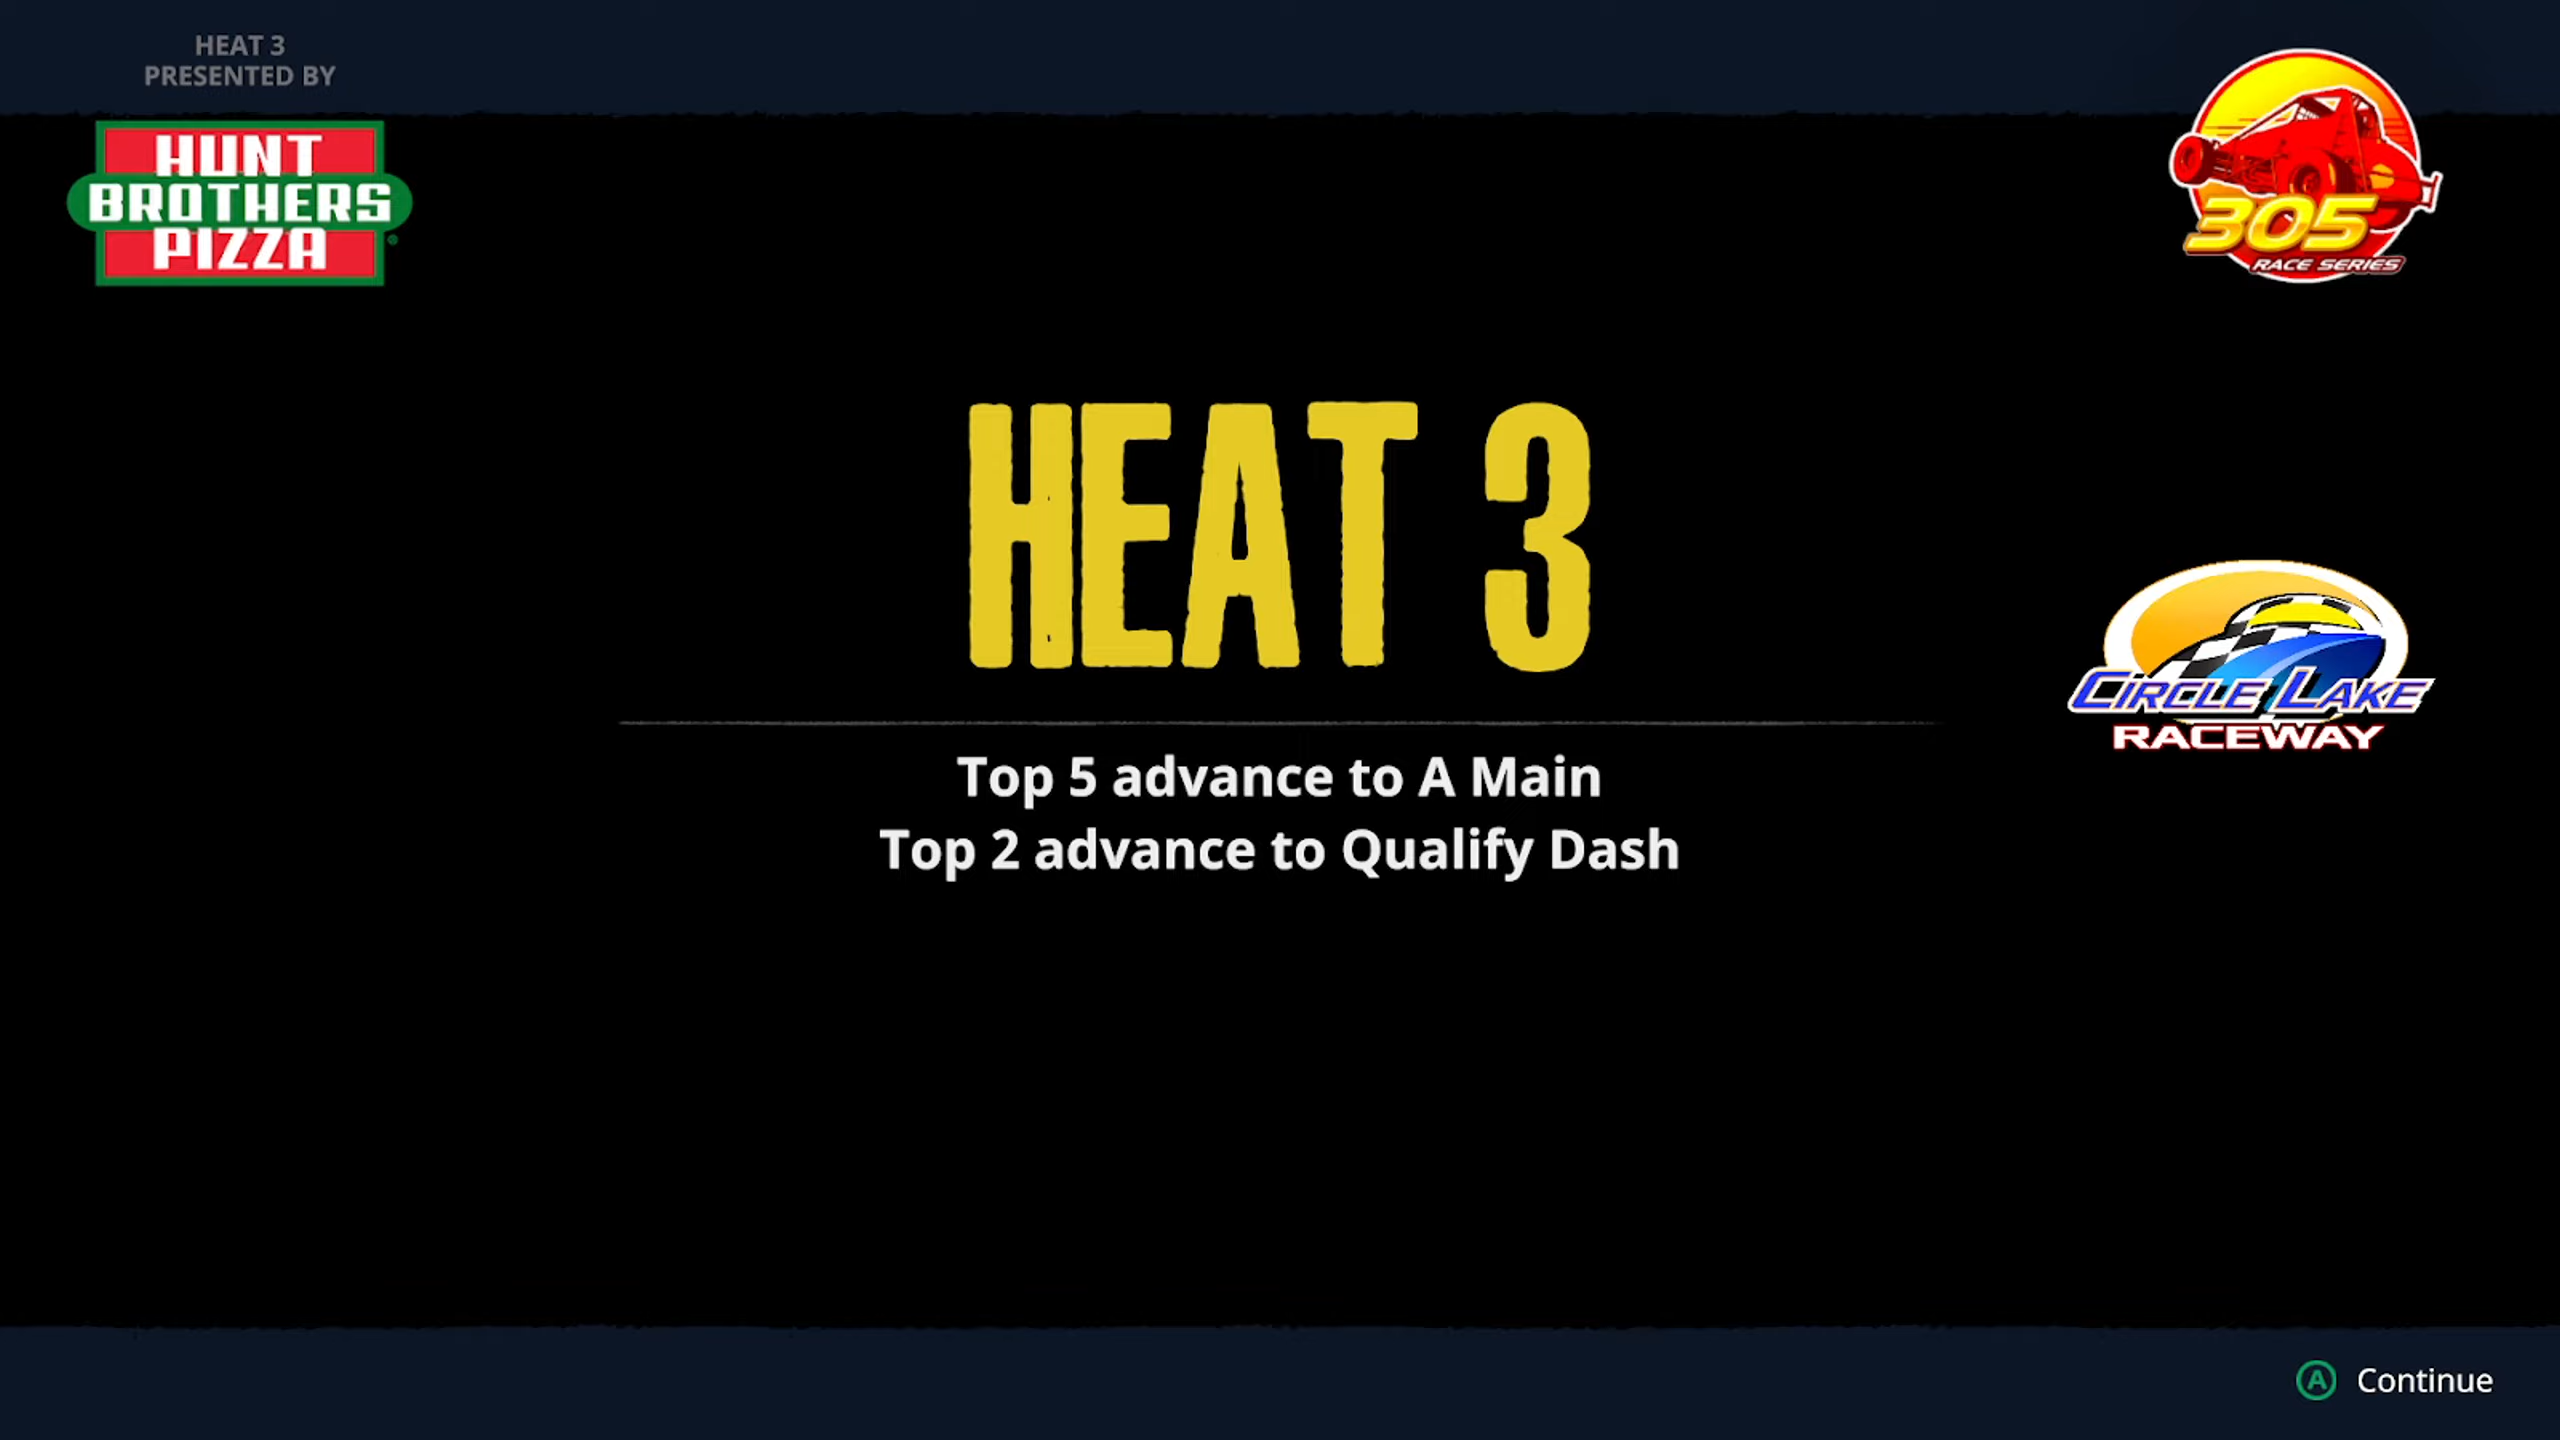 HEAT 3
PRESENTED BY
HUNT
BROTHERS
PIZZA
305
RACE SERIES
HEAT 3
CIRCLE LAKE
RACEWAY
Top 5 advance to A Main
Top 2 advance to Qualify Dash
A Continue